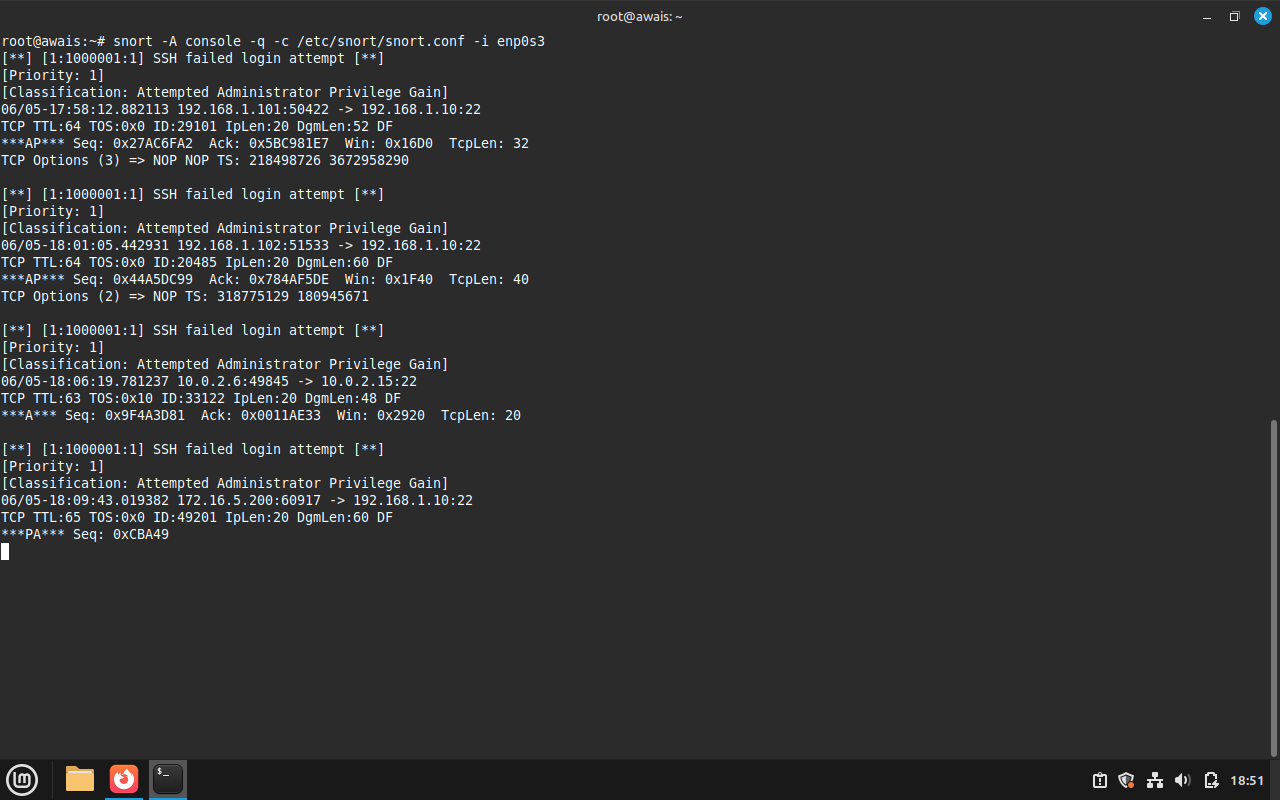 root@awais: ~
root@awais:~# snort -A console -q -c /etc/snort/snort.conf -i enp0s3
[**] [1:1000001:1] SSH failed login attempt [**]
[Priority: 1]
[Classification: Attempted Administrator Privilege Gain]
06/05-17:58:12.882113 192.168.1.101:50422 -> 192.168.1.10:22
TCP TTL:64 TOS:0x0 ID:29101 IpLen:20 DgmLen:52 DF
***AP*** Seq: 0x27AC6FA2  Ack: 0x5BC981E7  Win: 0x16D0  TcpLen: 32
TCP Options (3) => NOP NOP TS: 218498726 3672958290

[**] [1:1000001:1] SSH failed login attempt [**]
[Priority: 1]
[Classification: Attempted Administrator Privilege Gain]
06/05-18:01:05.442931 192.168.1.102:51533 -> 192.168.1.10:22
TCP TTL:64 TOS:0x0 ID:20485 IpLen:20 DgmLen:60 DF
***AP*** Seq: 0x44A5DC99  Ack: 0x784AF5DE  Win: 0x1F40  TcpLen: 40
TCP Options (2) => NOP TS: 318775129 180945671

[**] [1:1000001:1] SSH failed login attempt [**]
[Priority: 1]
[Classification: Attempted Administrator Privilege Gain]
06/05-18:06:19.781237 10.0.2.6:49845 -> 10.0.2.15:22
TCP TTL:63 TOS:0x10 ID:33122 IpLen:20 DgmLen:48 DF
***A*** Seq: 0x9F4A3D81  Ack: 0x0011AE33  Win: 0x2920  TcpLen: 20

[**] [1:1000001:1] SSH failed login attempt [**]
[Priority: 1]
[Classification: Attempted Administrator Privilege Gain]
06/05-18:09:43.019382 172.16.5.200:60917 -> 192.168.1.10:22
TCP TTL:65 TOS:0x0 ID:49201 IpLen:20 DgmLen:60 DF
***PA*** Seq: 0xCBA49
18:51